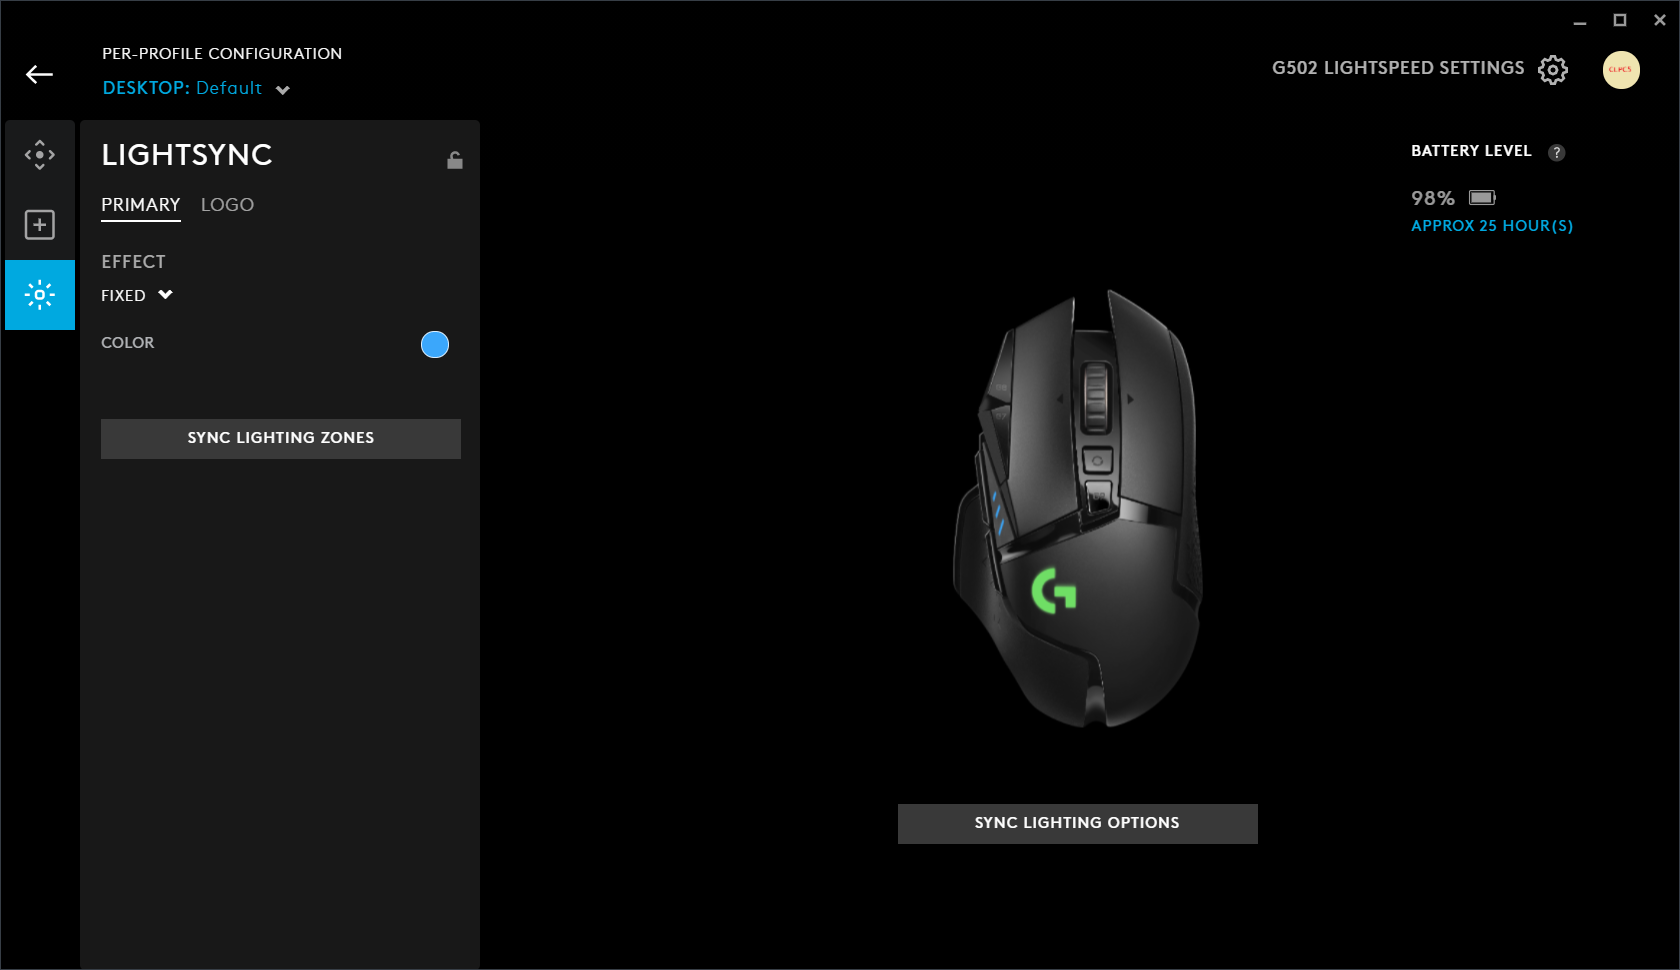 PER-PROFILE CONFIGURATION
DESKTOP: Default
G502 LIGHTSPEED SETTINGS
CLPCS
LIGHTSYNC
PRIMARY LOGO
EFFECT
FIXED
COLOR
SYNC LIGHTING ZONES
BATTERY LEVEL ?
98%
APPROX 25 HOUR(S)
G
SYNC LIGHTING OPTIONS